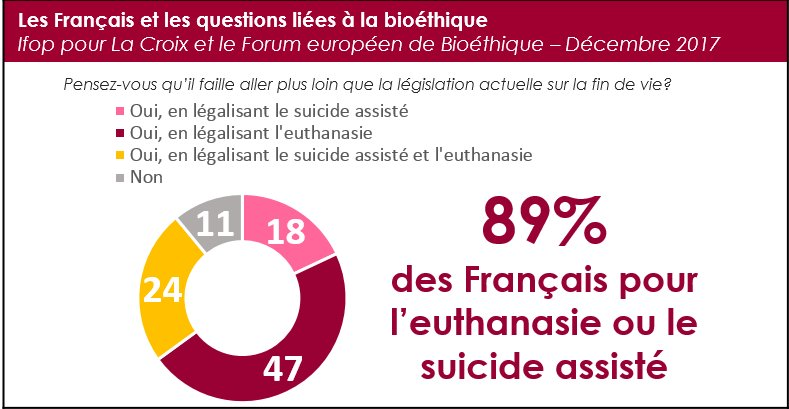 Les Français et les questions liées à la bioéthique
Ifop pour La Croix et le Forum européen de Bioéthique – Décembre 2017
Pensez-vous qu'il faille aller plus loin que la législation actuelle sur la fin de vie?
Oui, en légalisant le suicide assisté
Oui, en légalisant l'euthanasie
Oui, en légalisant le suicide assisté et l'euthanasie
Non
11
18
24
47
89%
des Français pour
l'euthanasie ou le
suicide assisté